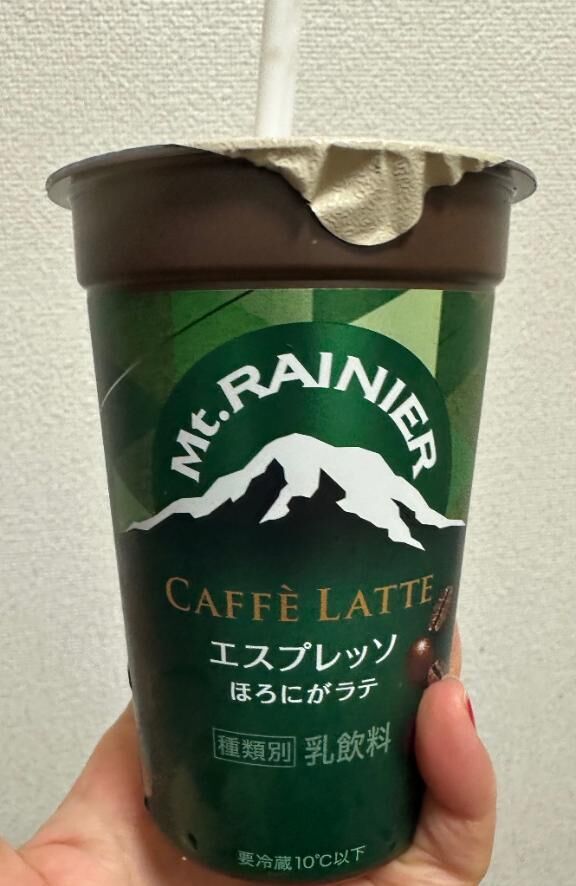 Mt. RAINIER
CAFFÈ LATTE
エスプレッソ
ほろにがラテ
種類別 乳飲料
要冷蔵10℃以下